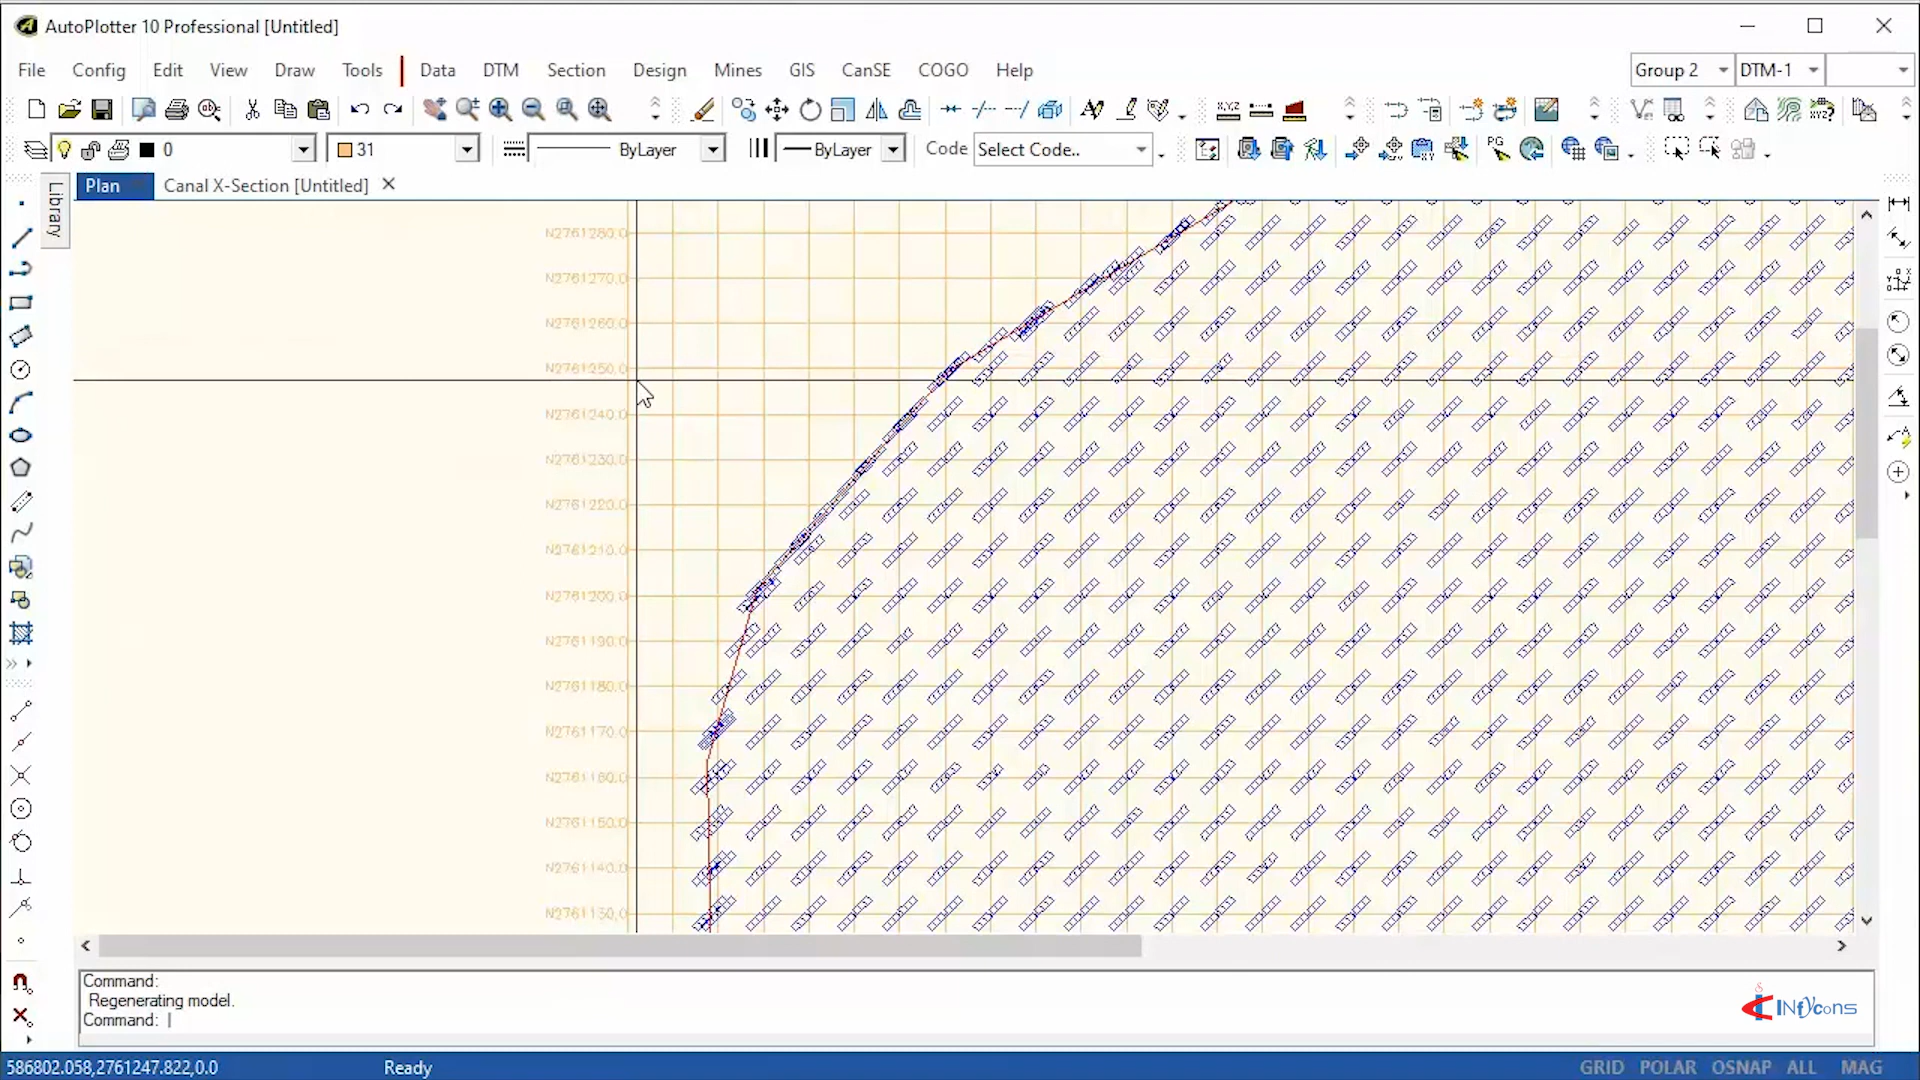 AutoPlotter 10 Professional [Untitled]
File Config Edit View Draw Tools Data DTM Section Design Mines GIS CanSE COGO Help
Group 2 DTM-1
0 31 ByLayer ByLayer Code Select Code..
Library
Plan Canal X-Section [Untitled]
N2761280.0
N2761270.0
N2761260.0
N2761250.0
N2761240.0
N2761230.0
N2761220.0
N2761210.0
N2761200.0
N2761190.0
N2761180.0
N2761170.0
N2761160.0
N2761150.0
N2761140.0
N2761130.0
Command:
Regenerating model.
Command:
INfYcons
586802.058,2761247.822,0.0 Ready GRID POLAR OSNAP ALL MAG